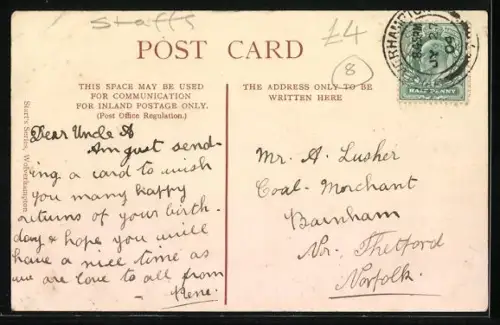 Staffs
£4
8
POST CARD
THIS SPACE MAY BE USED
FOR COMMUNICATION
FOR INLAND POSTAGE ONLY.
(Post Office Regulation.)
THE ADDRESS ONLY TO BE
WRITTEN HERE
HALF PENNY
Dear Uncle A
Am just send-
ing a card to wish
you many happy
returns of your birth-
day & hope you will
have a nice time as
we are love to all from
Rene.
Mr. A. Lusher
Coal-Merchant
Barnham
Nr. Thetford
Norfolk.
Series, Wolverhampton